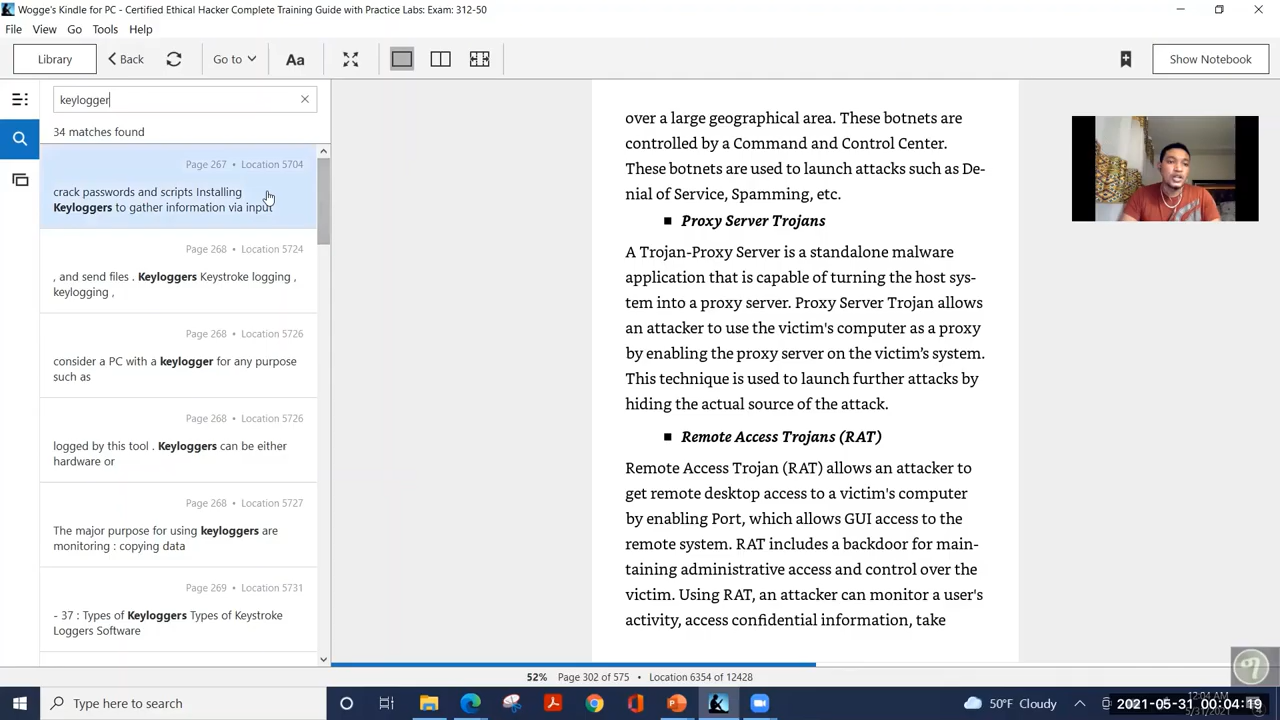 Wogge's Kindle for PC - Certified Ethical Hacker Complete Training Guide with Practice Labs: Exam: 312-50
File View Go Tools Help
Library Back Go to Aa Show Notebook
keylogger
34 matches found
Page 267 • Location 5704
crack passwords and scripts Installing
Keyloggers to gather information via input
Page 268 • Location 5724
, and send files . Keyloggers Keystroke logging ,
keylogging ,
Page 268 • Location 5726
consider a PC with a keylogger for any purpose
such as
Page 268 • Location 5726
logged by this tool . Keyloggers can be either
hardware or
Page 268 • Location 5727
The major purpose for using keyloggers are
monitoring : copying data
Page 269 • Location 5731
- 37 : Types of Keyloggers Types of Keystroke
Loggers Software
over a large geographical area. These botnets are
controlled by a Command and Control Center.
These botnets are used to launch attacks such as De-
nial of Service, Spamming, etc.
■ Proxy Server Trojans
A Trojan-Proxy Server is a standalone malware
application that is capable of turning the host sys-
tem into a proxy server. Proxy Server Trojan allows
an attacker to use the victim's computer as a proxy
by enabling the proxy server on the victim's system.
This technique is used to launch further attacks by
hiding the actual source of the attack.
■ Remote Access Trojans (RAT)
Remote Access Trojan (RAT) allows an attacker to
get remote desktop access to a victim's computer
by enabling Port, which allows GUI access to the
remote system. RAT includes a backdoor for main-
taining administrative access and control over the
victim. Using RAT, an attacker can monitor a user's
activity, access confidential information, take
52% Page 302 of 575 • Location 6354 of 12428
Type here to search
50°F Cloudy
12:04 AM
2021-05-31 00:04:19